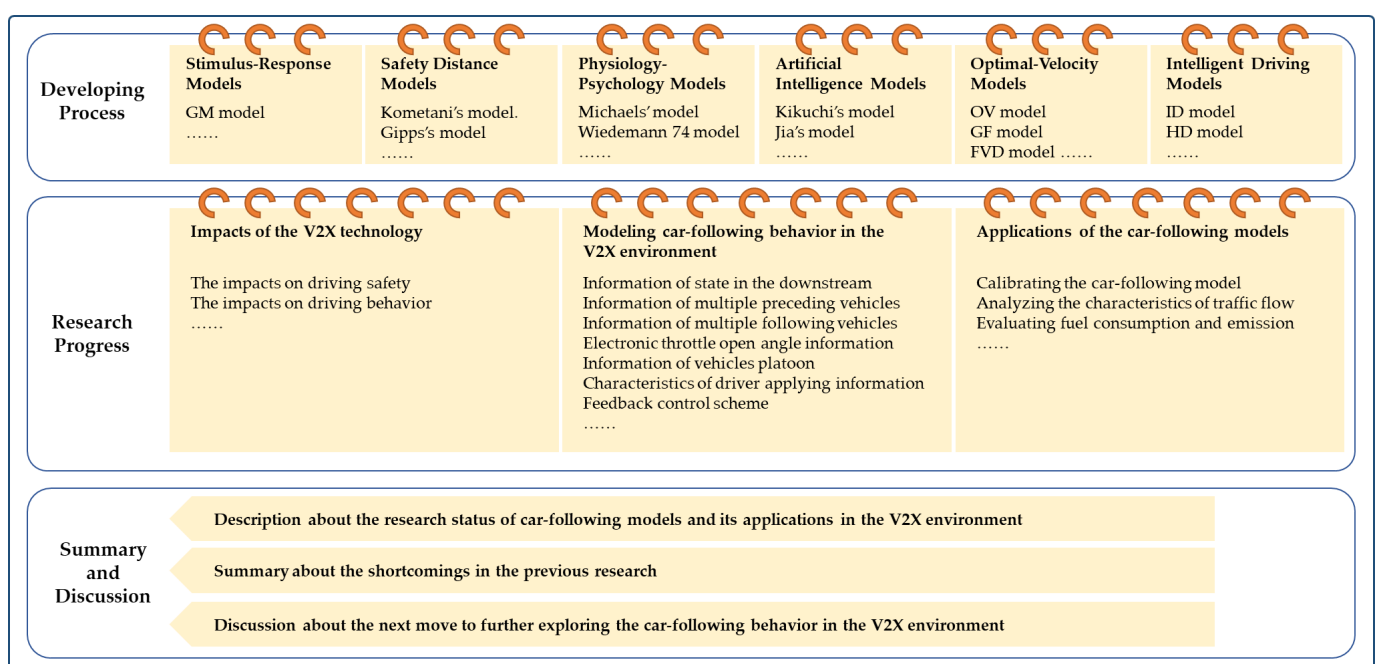 Developing
Process
Stimulus-Response
Models
GM model
……
Safety Distance
Models
Kometani’s model.
Gipps’s model
……
Physiology-
Psychology Models
Michaels’ model
Wiedemann 74 model
……
Artificial
Intelligence Models
Kikuchi’s model
Jia’s model
……
Optimal-Velocity
Models
OV model
GF model
FVD model ……
Intelligent Driving
Models
ID model
HD model
……
Research
Progress
Impacts of the V2X technology
The impacts on driving safety
The impacts on driving behavior
……
Modeling car-following behavior in the
V2X environment
Information of state in the downstream
Information of multiple preceding vehicles
Information of multiple following vehicles
Electronic throttle open angle information
Information of vehicles platoon
Characteristics of driver applying information
Feedback control scheme
……
Applications of the car-following models
Calibrating the car-following model
Analyzing the characteristics of traffic flow
Evaluating fuel consumption and emission
……
Summary
and
Discussion
Description about the research status of car-following models and its applications in the V2X environment
Summary about the shortcomings in the previous research
Discussion about the next move to further exploring the car-following behavior in the V2X environment